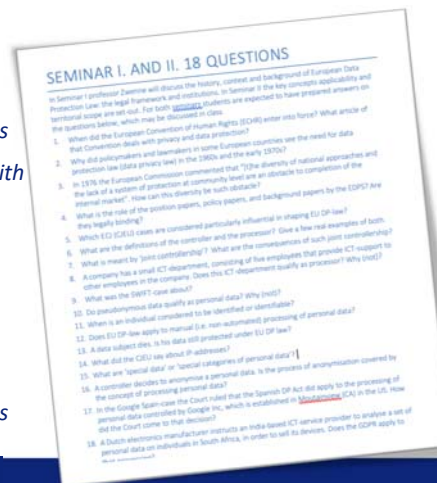 s
with
s
SEMINAR I. AND II. 18 QUESTIONS
In Seminar I professor Zwenne will discuss the history, context and background of European Data
Protection Law: the legal framework and institutions. In Seminar II the key concepts applicability and
territorial scope are set out. For both seminars students are expected to have prepared answers on
the questions below, which may be discussed in class.
1. When did the European Convention of Human Rights (ECHR) enter into force? What article of
that Convention deals with privacy and data protection?
2. Why did policymakers and lawmakers in some European countries see the need for data
protection law (data privacy law) in the 1960s and the early 1970s?
3. In 1976 the European Commission commented that "[t]he diversity of national approaches and
the lack of a system of protection at community level are an obstacle to completion of the
internal market". How can this diversity be such obstacle?
4. What is the role of the position papers, policy papers, and background papers by the EDPS? Are
they legally binding?
5. Which ECJ (CJEU) cases are considered particularly influential in shaping EU DP-law?
6. What are the definitions of the controller and the processor? Give a few real examples of both.
7. What is meant by 'joint controllership'? What are the consequences of such joint controllership?
8. A company has a small ICT-department, consisting of five employees that provide ICT-support to
other employees in the company. Does this ICT-department qualify as processor? Why (not)?
9. What was the SWIFT-case about?
10. Do pseudonymous data qualify as personal data? Why (not)?
11. When is an individual considered to be identified or identifiable?
12. Does EU DP-law apply to manual (i.e. non-automated) processing of personal data?
13. A data subject dies. Is his data still protected under EU DP law?
14. What did the CJEU say about IP-addresses?
15. What are 'special data' or 'special categories of personal data'?
16. A controller decides to anonymise a personal data. Is the process of anonymisation covered by
the concept of processing personal data?
17. In the Google Spain-case the Court ruled that the Spanish DP Act did apply to the processing of
personal data controlled by Google Inc, which is established in Moutainview (CA) in the US. How
did the Court come to that decision?
18. A Dutch electronics manufacturer instructs an India-based ICT service provider to analyse a set of
personal data on individuals in South Africa, in order to sell its devices. Does the GDPR apply to